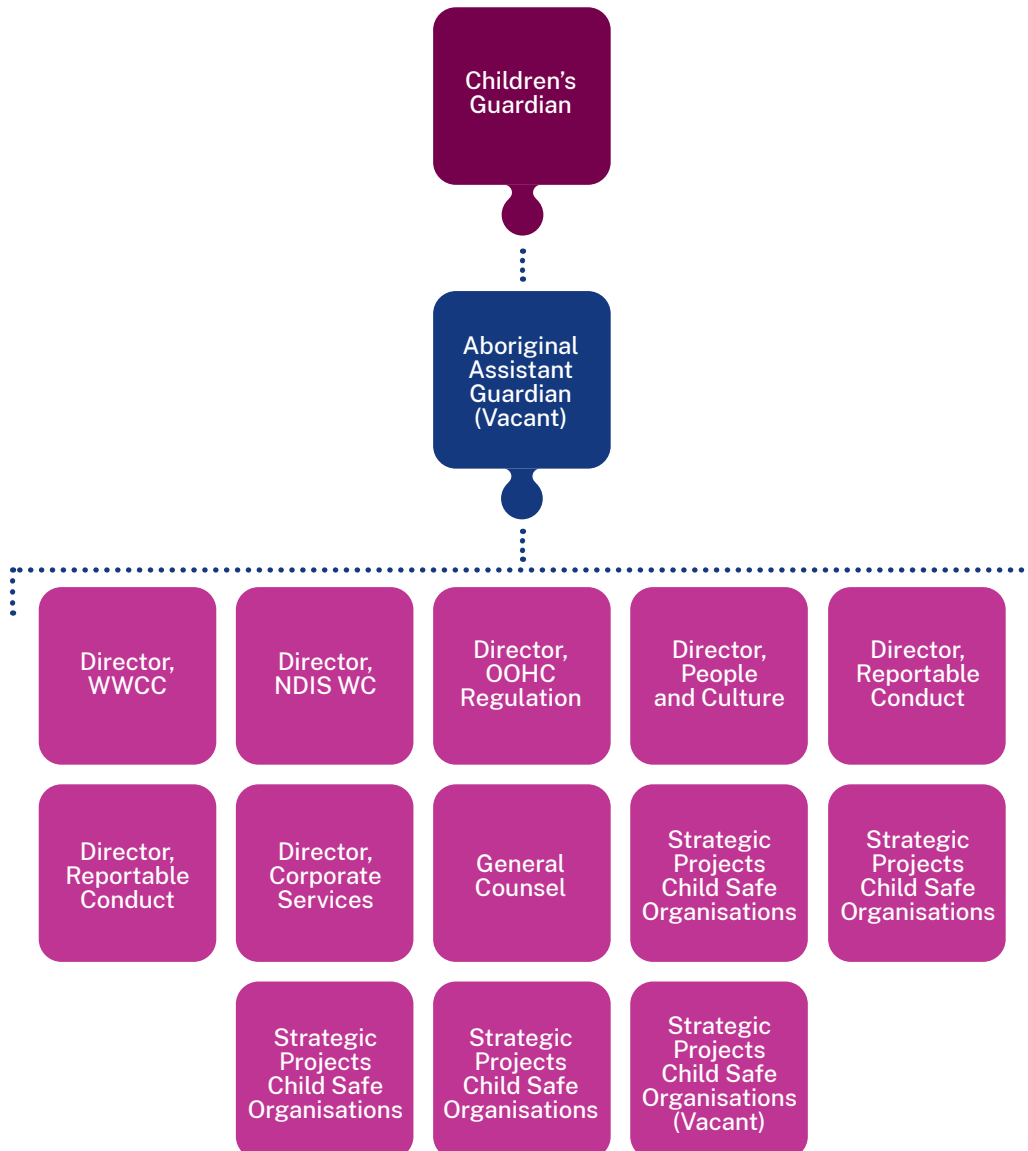 Children’s
Guardian
Aboriginal
Assistant
Guardian
(Vacant)
Director,
WWCC
Director,
NDIS WC
Director,
OOHC
Regulation
Director,
People
and Culture
Director,
Reportable
Conduct
Director,
Reportable
Conduct
Director,
Corporate
Services
General
Counsel
Strategic
Projects
Child Safe
Organisations
Strategic
Projects
Child Safe
Organisations
Strategic
Projects
Child Safe
Organisations
Strategic
Projects
Child Safe
Organisations
Strategic
Projects
Child Safe
Organisations
(Vacant)